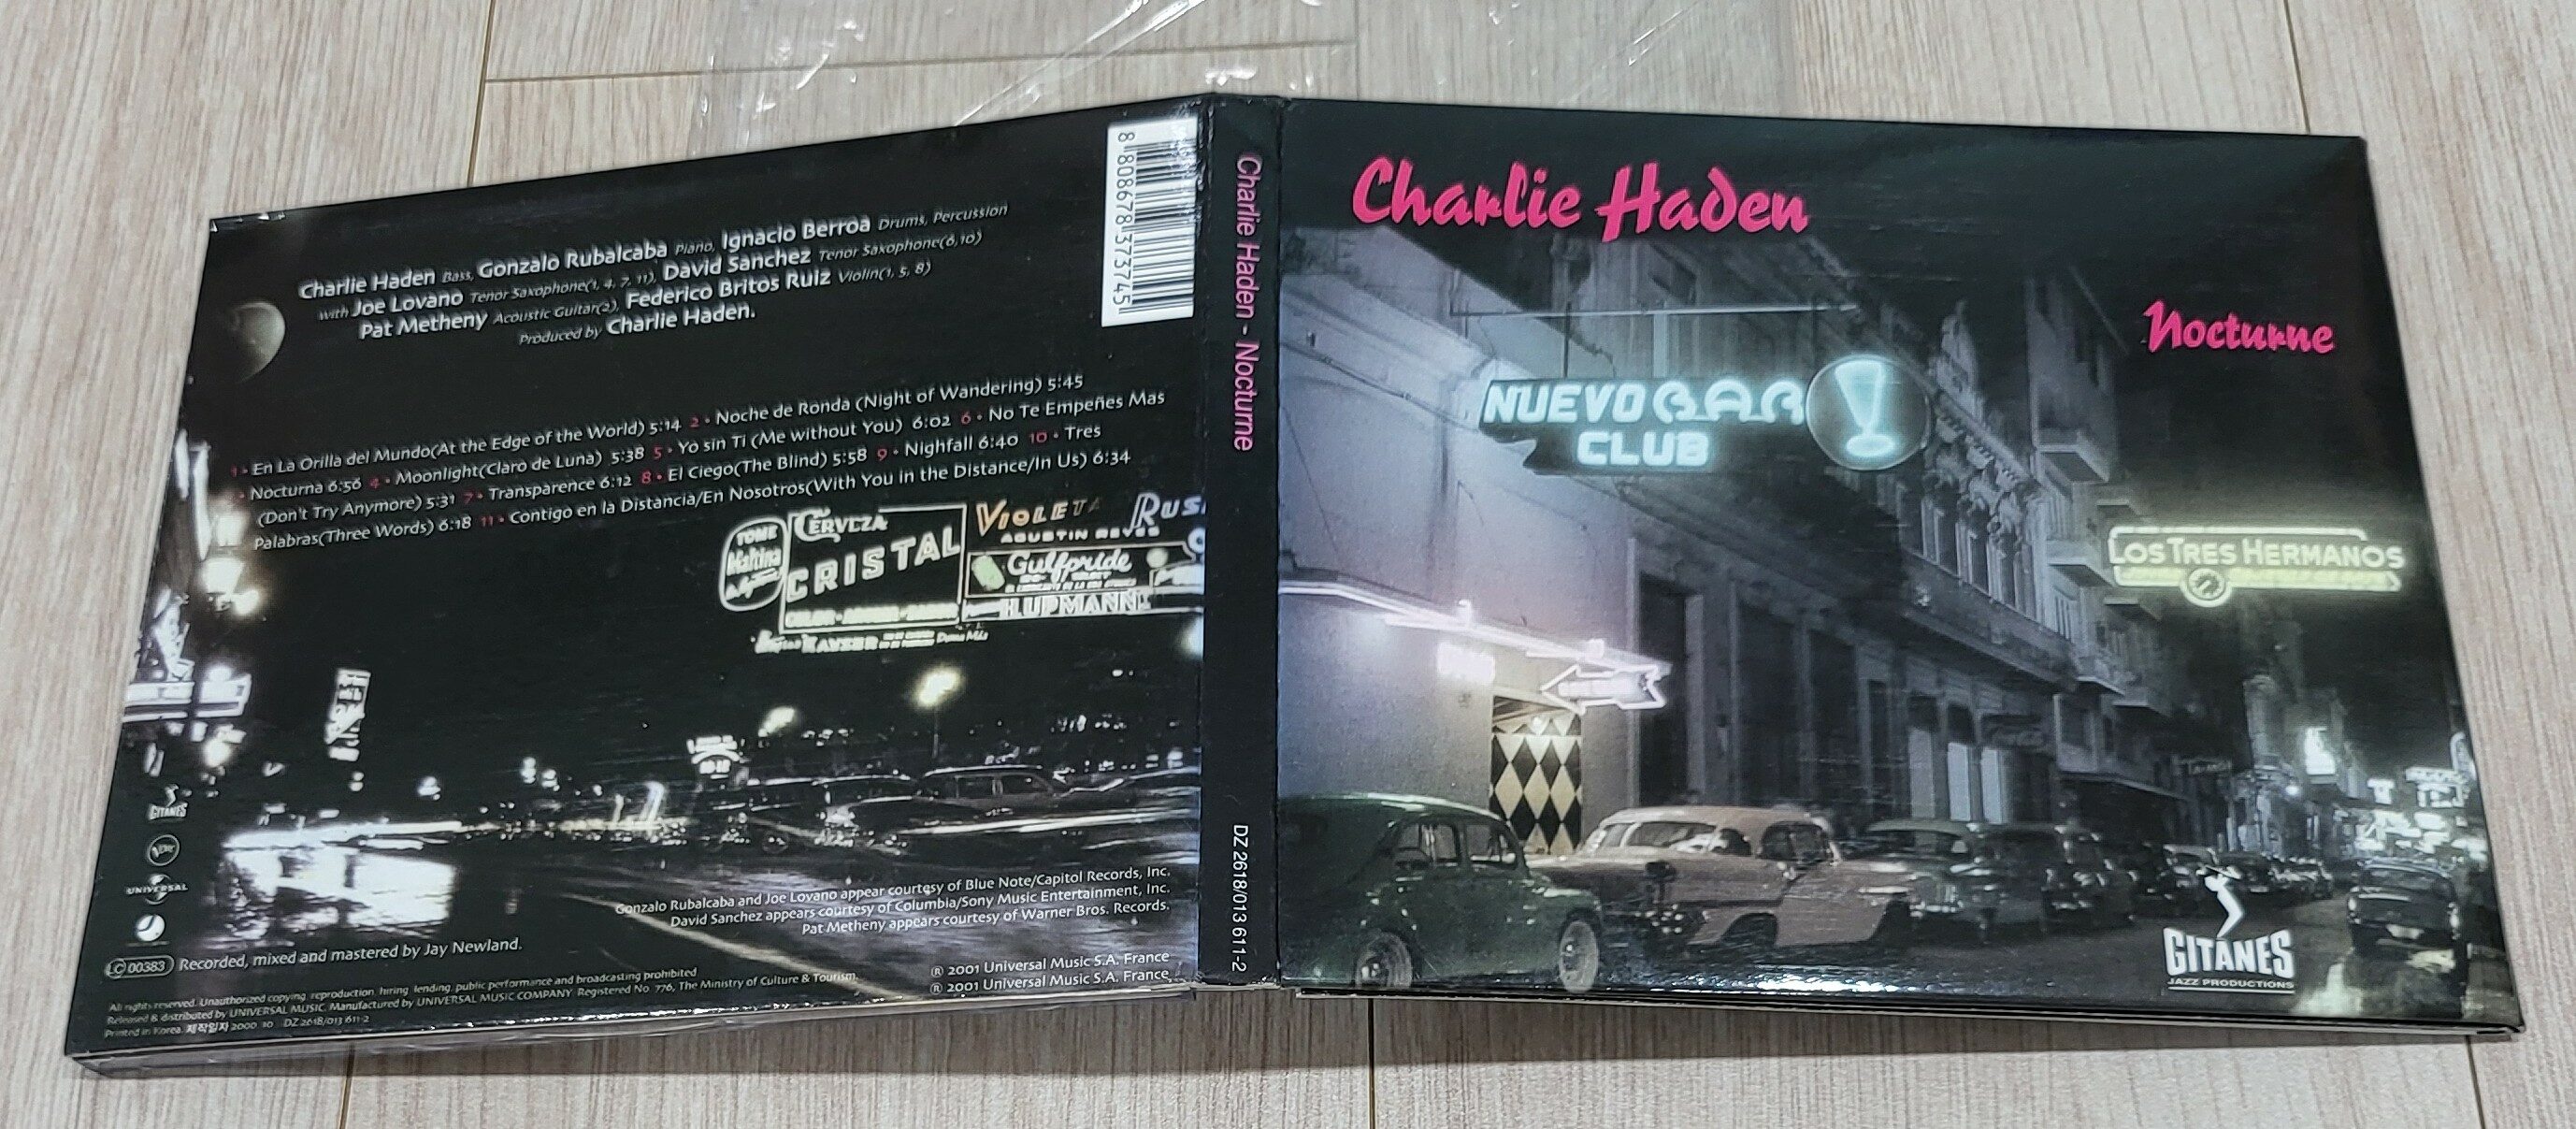 Charlie Haden Bass, Gonzalo Rubalcaba Piano, Ignacio Berroa Drums, Percussion
with Joe Lovano Tenor Saxophone(1, 4, 7, 11), David Sanchez Tenor Saxophone(6,10)
Pat Metheny Acoustic Guitar(2), Federico Britos Ruiz Violin(1, 5, 8)
Produced by Charlie Haden.
1 • En La Orilla del Mundo(At the Edge of the World) 5:14 2 • Noche de Ronda (Night of Wandering) 5:45
• Nocturna 6:56 4 • Moonlight(Claro de Luna) 5:38 5 • Yo sin Ti (Me without You) 6:02 6 • No Te Empeñes Mas
(Don't Try Anymore) 5:31 7 • Transparence 6:12 8 • El Ciego(The Blind) 5:58 9 • Nighfall 6:40 10 • Tres
Palabras(Three Words) 6:18 11 • Contigo en la Distancia/En Nosotros(With You in the Distance/In Us) 6:34
8 808678 373745
TOME
Maltina
CERVEZA
CRISTAL
VIOLETA
AGUSTIN REYES
RUS
Gulfpride
H.UPMANN
KAYSER
GITANES
VERVE
UNIVERSAL
Gonzalo Rubalcaba and Joe Lovano appear courtesy of Blue Note/Capitol Records, Inc.
David Sanchez appears courtesy of Columbia/Sony Music Entertainment, Inc.
Pat Metheny appears courtesy of Warner Bros. Records.
LC 00383 Recorded, mixed and mastered by Jay Newland.
℗ 2001 Universal Music S.A. France
℗ 2001 Universal Music S.A. France
All rights reserved. Unauthorized copying, reproduction, hiring, lending, public performance and broadcasting prohibited
Released & distributed by UNIVERSAL MUSIC. Manufactured by UNIVERSAL MUSIC COMPANY. Registered No. 776, The Ministry of Culture & Tourism.
Printed in Korea. 제작일자 2000. 10. DZ 2618/013 611-2
Charlie Haden - Nocturne
DZ 2618/013 611-2
Charlie Haden
Nocturne
NUEVO BAR
CLUB
LOS TRES HERMANOS
GITANES
JAZZ PRODUCTIONS